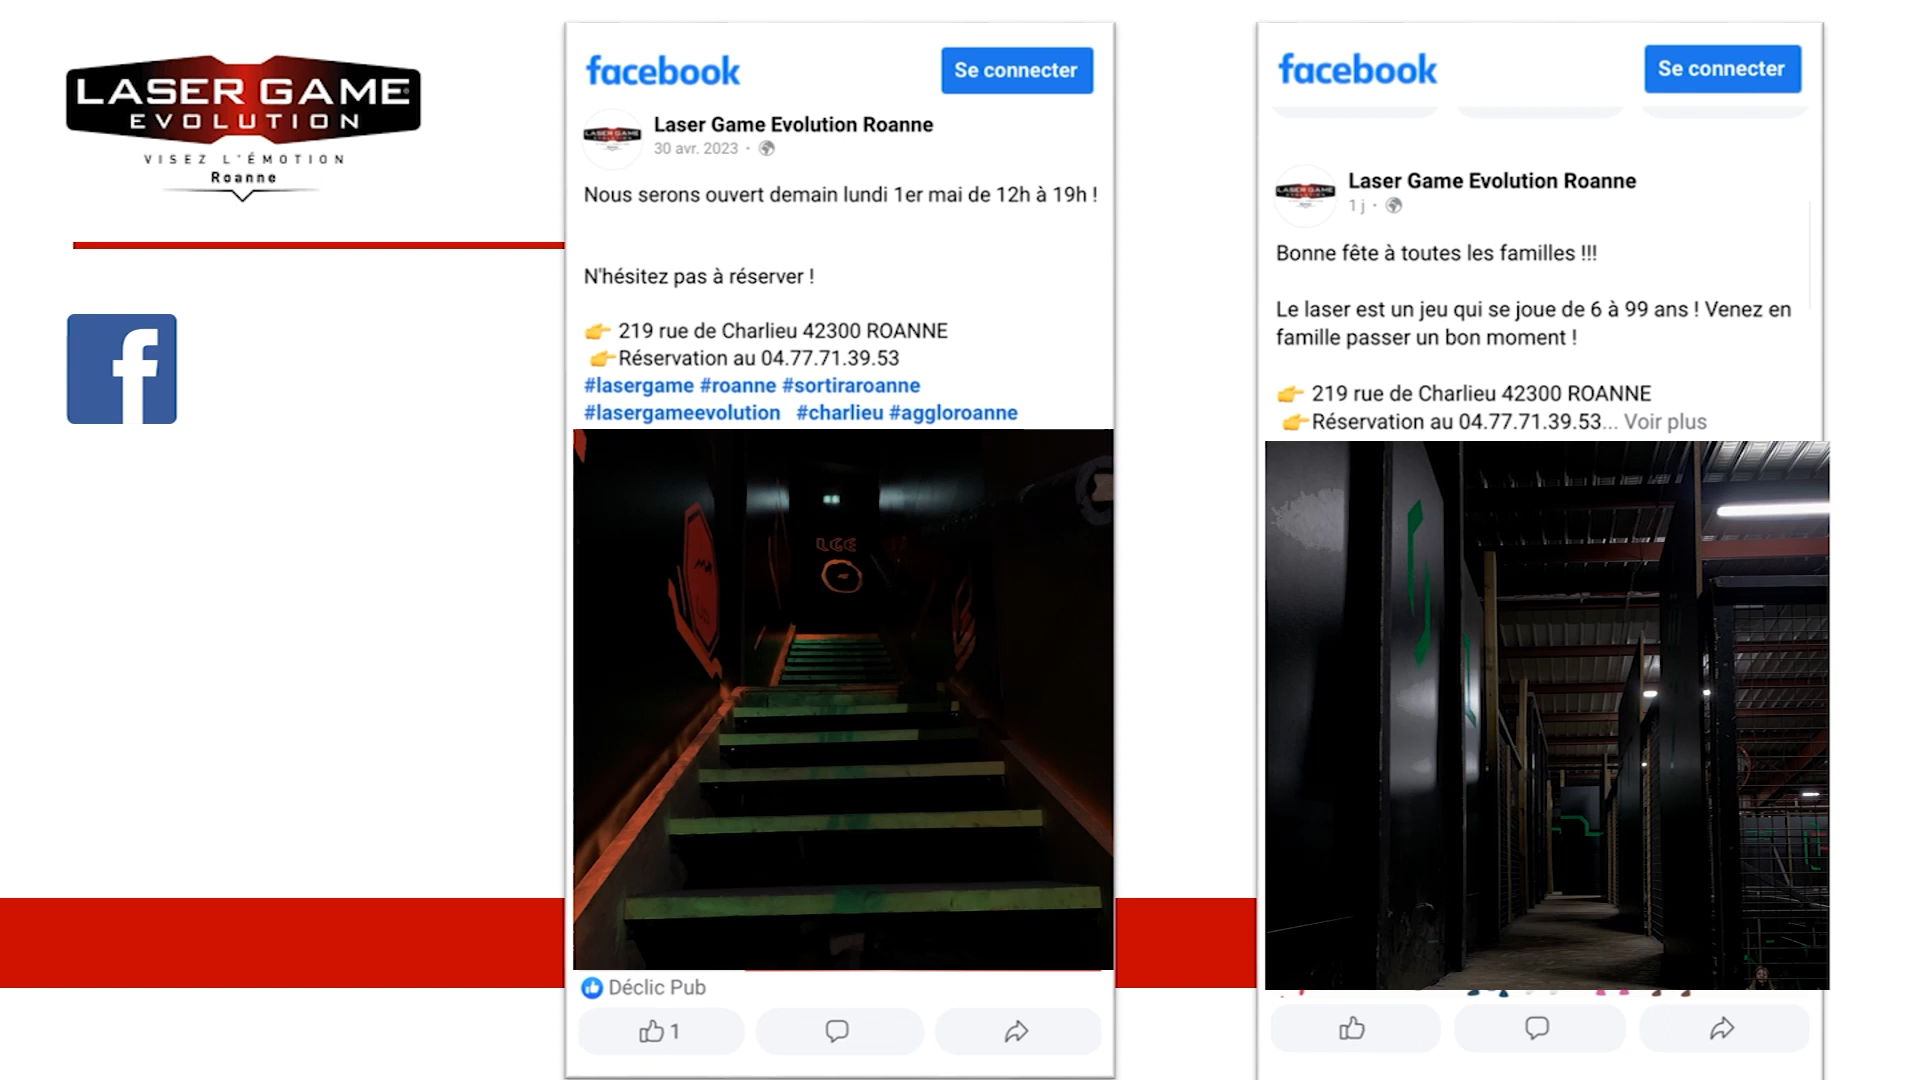 LASER GAME
EVOLUTION
VISEZ L'ÉMOTION
Roanne
facebook
Se connecter
Laser Game Evolution Roanne
30 avr. 2023 ·
Nous serons ouvert demain lundi 1er mai de 12h à 19h !
N'hésitez pas à réserver !
👉 219 rue de Charlieu 42300 ROANNE
👉Réservation au 04.77.71.39.53
#lasergame #roanne #sortiraroanne
#lasergameevolution #charlieu #aggloroanne
LGE
Déclic Pub
1
facebook
Se connecter
Laser Game Evolution Roanne
1 j ·
Bonne fête à toutes les familles !!!
Le laser est un jeu qui se joue de 6 à 99 ans ! Venez en
famille passer un bon moment !
👉 219 rue de Charlieu 42300 ROANNE
👉Réservation au 04.77.71.39.53... Voir plus